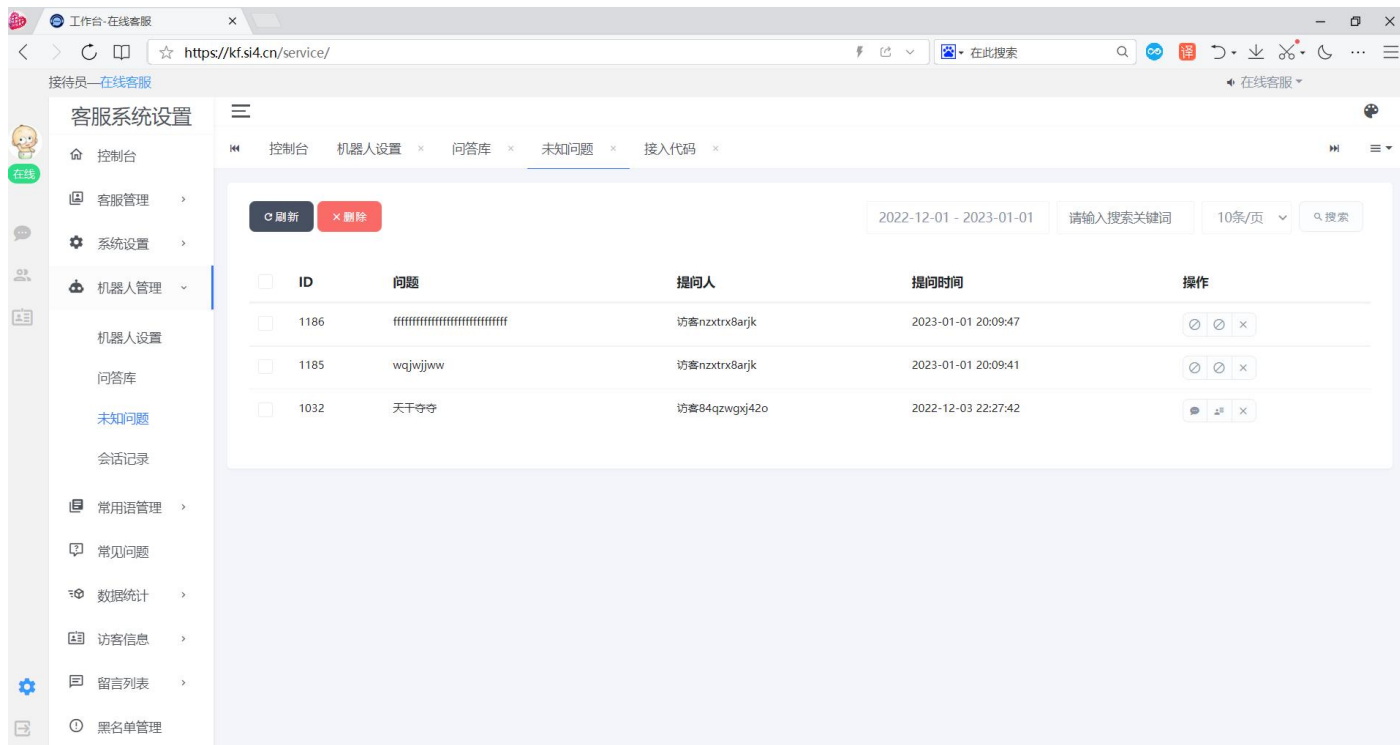 工作台-在线客服
https://kf.si4.cn/service/
在此搜索
译
接待员—在线客服
在线客服
客服系统设置
在线
控制台 机器人设置 × 问答库 × 未知问题 × 接入代码 ×
控制台
客服管理
系统设置
机器人管理
机器人设置
问答库
未知问题
会话记录
常用语管理
常见问题
数据统计
访客信息
留言列表
黑名单管理
刷新 ×删除 2022-12-01 - 2023-01-01 请输入搜索关键词 10条/页 搜索
ID 问题 提问人 提问时间 操作
1186 ffffffffffffffffffffffffffffff 访客nzxtrx8arjk 2023-01-01 20:09:47
1185 wqjwjjww 访客nzxtrx8arjk 2023-01-01 20:09:41
1032 天干夺夺 访客84qzwgxj42o 2022-12-03 22:27:42